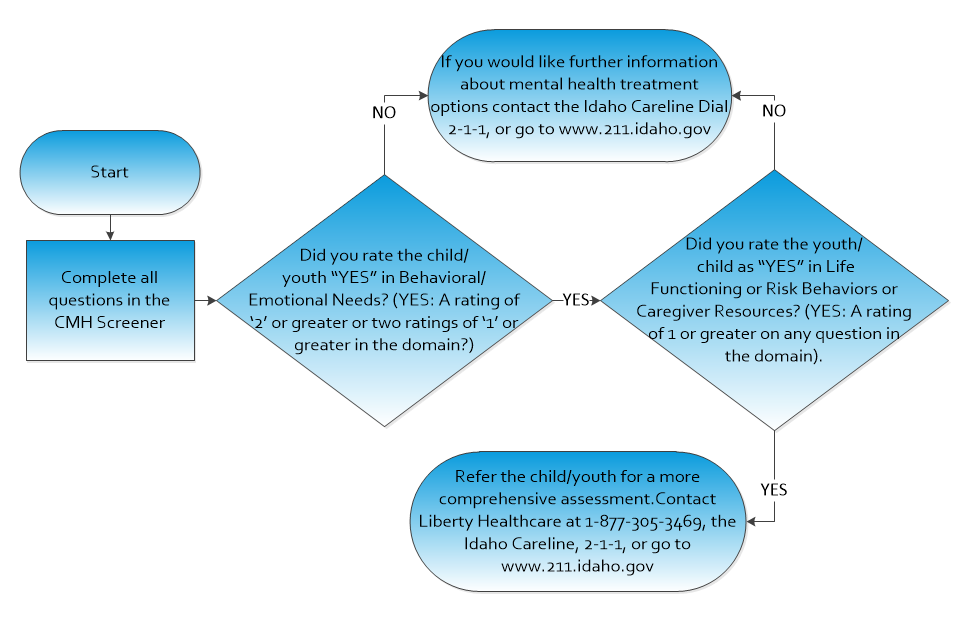 Start
Complete all
questions in the
CMH Screener
Did you rate the child/
youth “YES” in Behavioral/
Emotional Needs? (YES: A rating of
‘2’ or greater or two ratings of ‘1’ or
greater in the domain?)
NO
If you would like further information
about mental health treatment
options contact the Idaho Careline Dial
2-1-1, or go to www.211.idaho.gov
YES
Did you rate the youth/
child as “YES” in Life
Functioning or Risk Behaviors or
Caregiver Resources? (YES: A rating
of 1 or greater on any question in
the domain).
NO
YES
Refer the child/youth for a more
comprehensive assessment.Contact
Liberty Healthcare at 1-877-305-3469, the
Idaho Careline, 2-1-1, or go to
www.211.idaho.gov